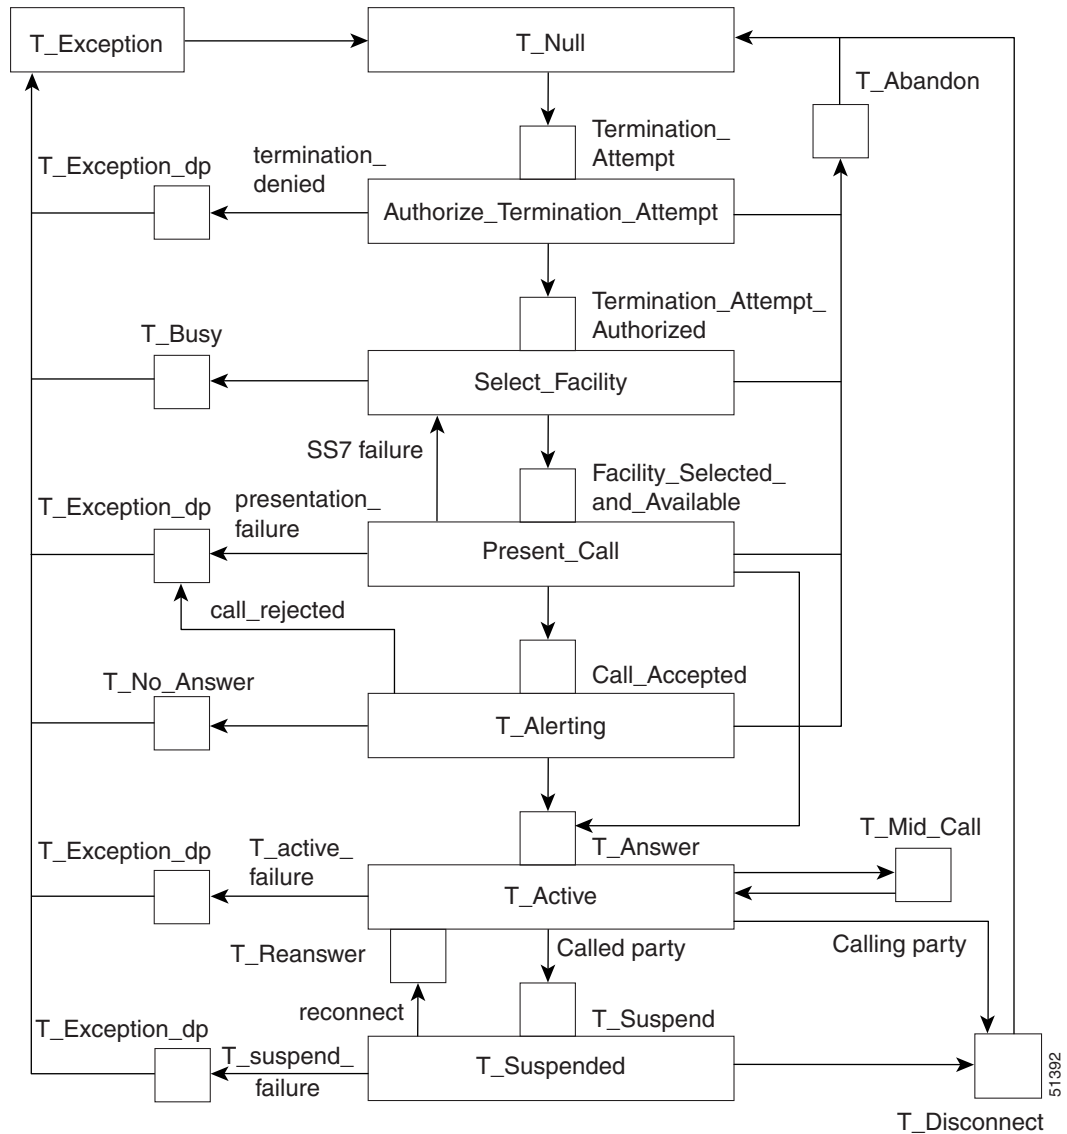 T_Exception
T_Null
T_Abandon
Termination_
Attempt
T_Exception_dp
termination_
denied
Authorize_Termination_Attempt
Termination_Attempt_
Authorized
T_Busy
Select_Facility
SS7 failure
Facility_Selected_
and_Available
T_Exception_dp
presentation_
failure
Present_Call
call_rejected
Call_Accepted
T_No_Answer
T_Alerting
T_Mid_Call
T_Answer
T_Exception_dp
T_active_
failure
T_Active
T_Reanswer
Called party
Calling party
reconnect
T_Suspend
T_Exception_dp
T_suspend_
failure
T_Suspended
51392
T_Disconnect